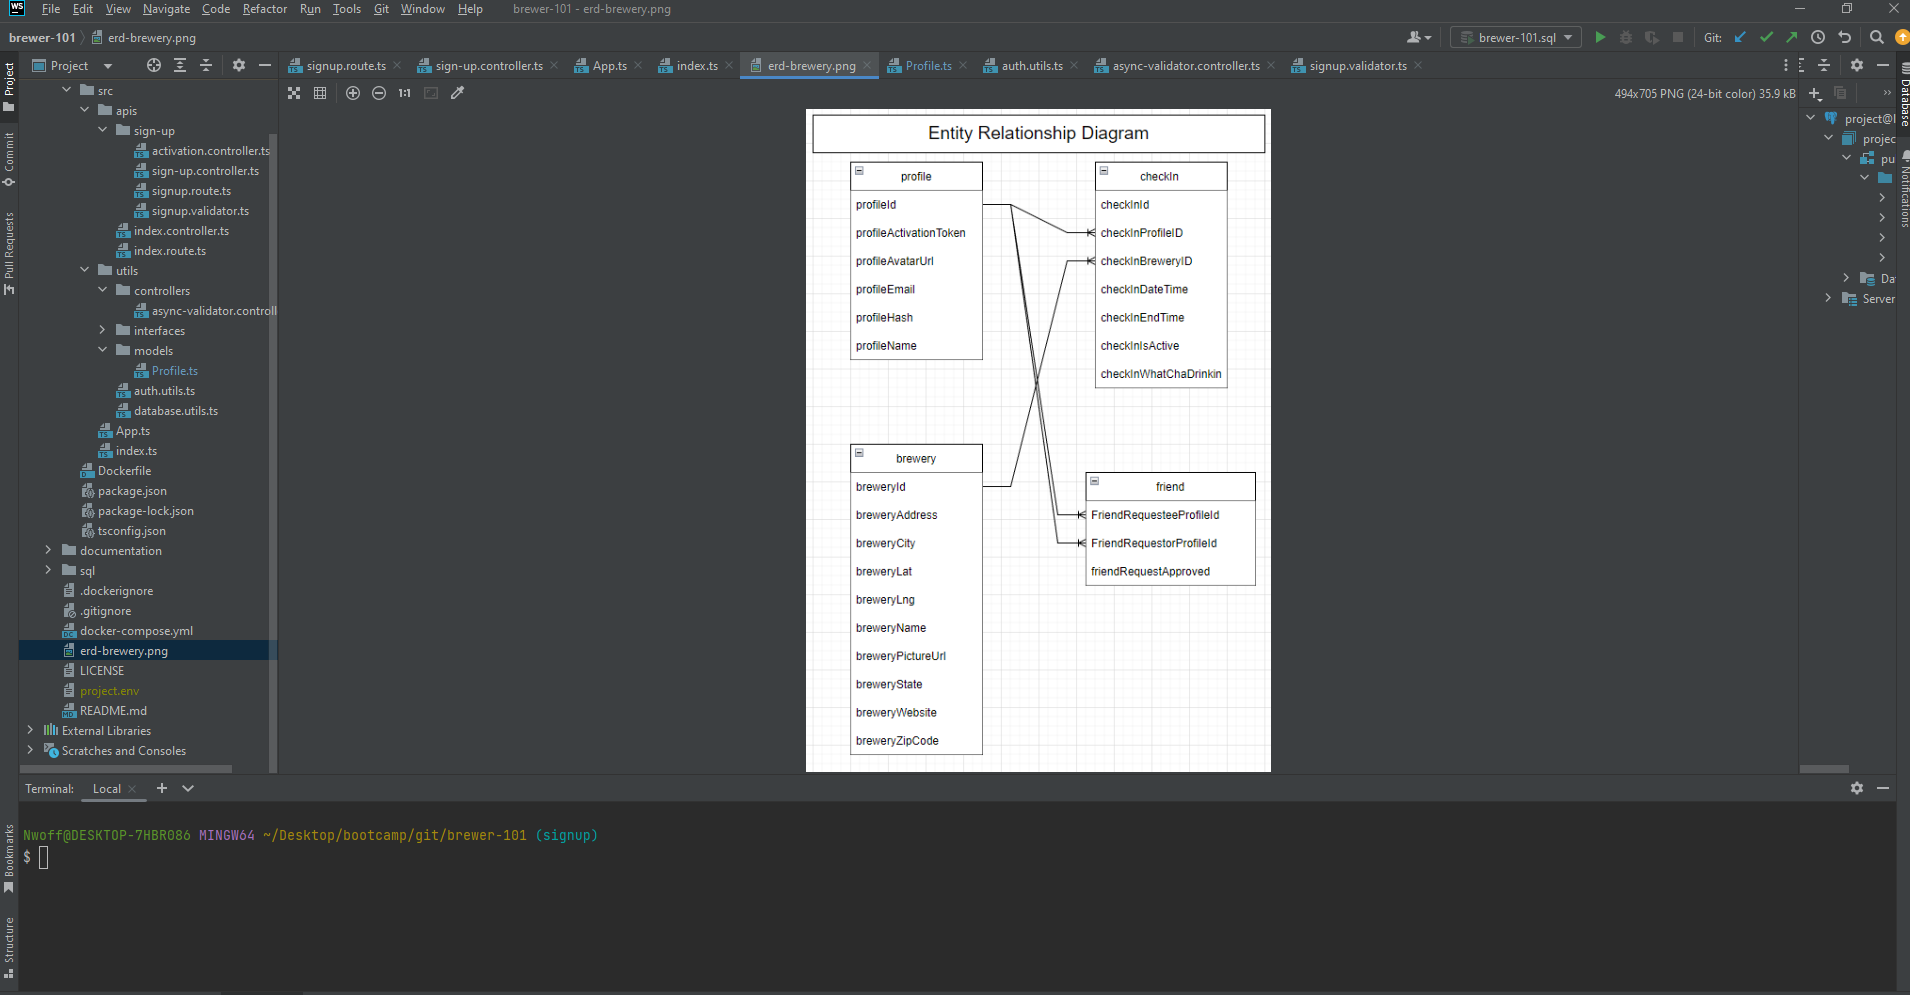 WS File Edit View Navigate Code Refactor Run Tools Git Window Help brewer-101 - erd-brewery.png
brewer-101 erd-brewery.png brewer-101.sql Git:
Project signup.route.ts sign-up.controller.ts App.ts index.ts erd-brewery.png Profile.ts auth.utils.ts async-validator.controller.ts signup.validator.ts
1:1 494x705 PNG (24-bit color) 35.9 kB
Project
Commit
Pull Requests
Bookmarks
Structure
src
apis
sign-up
activation.controller.ts
sign-up.controller.ts
signup.route.ts
signup.validator.ts
index.controller.ts
index.route.ts
utils
controllers
async-validator.controll
interfaces
models
Profile.ts
auth.utils.ts
database.utils.ts
App.ts
index.ts
Dockerfile
package.json
package-lock.json
tsconfig.json
documentation
sql
.dockerignore
.gitignore
docker-compose.yml
erd-brewery.png
LICENSE
project.env
README.md
External Libraries
Scratches and Consoles
Entity Relationship Diagram
profile
profileId
profileActivationToken
profileAvatarUrl
profileEmail
profileHash
profileName
checkIn
checkInId
checkInProfileID
checkInBreweryID
checkInDateTime
checkInEndTime
checkInIsActive
checkInWhatChaDrinkin
brewery
breweryId
breweryAddress
breweryCity
breweryLat
breweryLng
breweryName
breweryPictureUrl
breweryState
breweryWebsite
breweryZipCode
friend
FriendRequesteeProfileId
FriendRequestorProfileId
friendRequestApproved
project@l
projec
pu
Da
Server
Database
Notifications
Terminal: Local
Nwoff@DESKTOP-7HBR086 MINGW64 ~/Desktop/bootcamp/git/brewer-101 (signup)
$